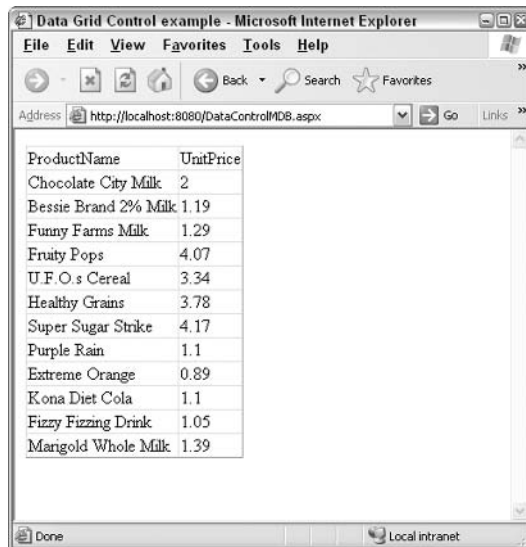 Data Grid Control example - Microsoft Internet Explorer
File Edit View Favorites Tools Help
Back Search Favorites »
Address http://localhost:8080/DataControlMDB.aspx Go Links »
ProductName UnitPrice
Chocolate City Milk 2
Bessie Brand 2% Milk 1.19
Funny Farms Milk 1.29
Fruity Pops 4.07
U.F.O.s Cereal 3.34
Healthy Grains 3.78
Super Sugar Strike 4.17
Purple Rain 1.1
Extreme Orange 0.89
Kona Diet Cola 1.1
Fizzy Fizzing Drink 1.05
Marigold Whole Milk 1.39
Done Local intranet